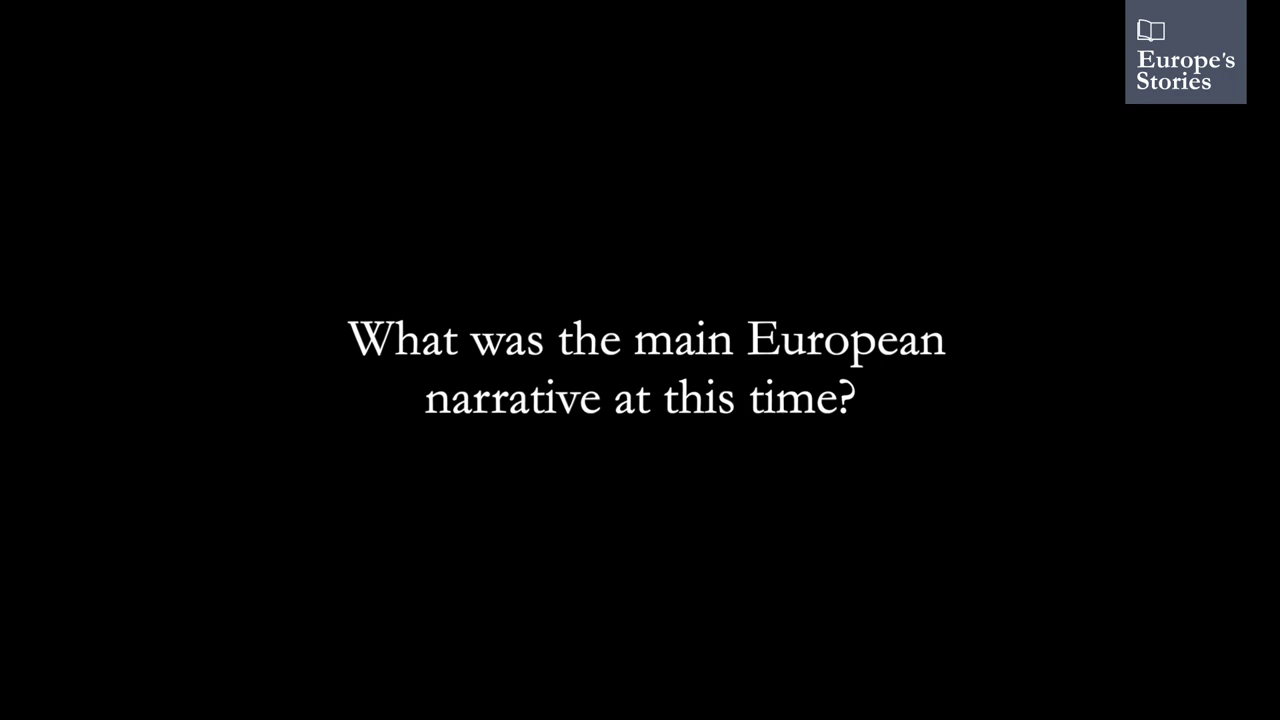 Europe's
Stories
What was the main European
narrative at this time?